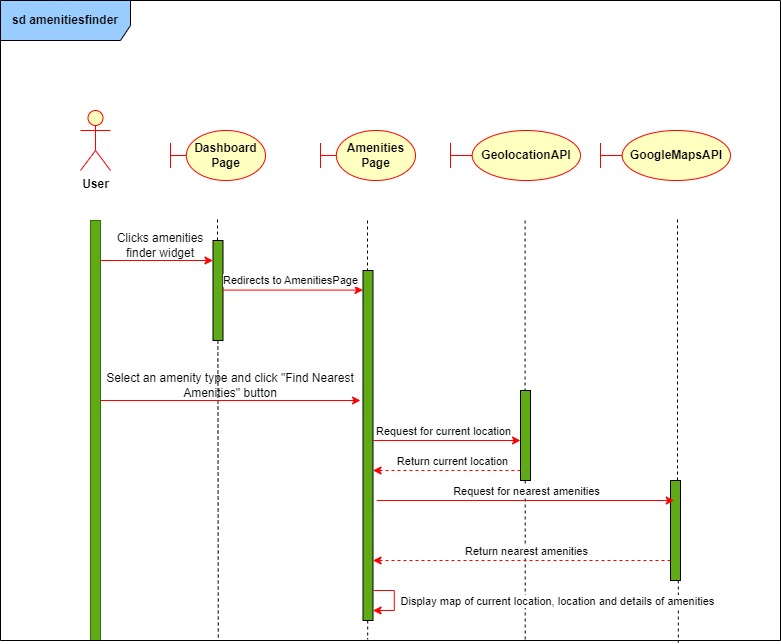 sd amenitiesfinder
Dashboard
Page
Amenities
Page
GeolocationAPI
GoogleMapsAPI
User
Clicks amenities
finder widget
Redirects to AmenitiesPage
Select an amenity type and click "Find Nearest
Amenities" button
Request for current location
Return current location
Request for nearest amenities
Return nearest amenities
Display map of current location, location and details of amenities